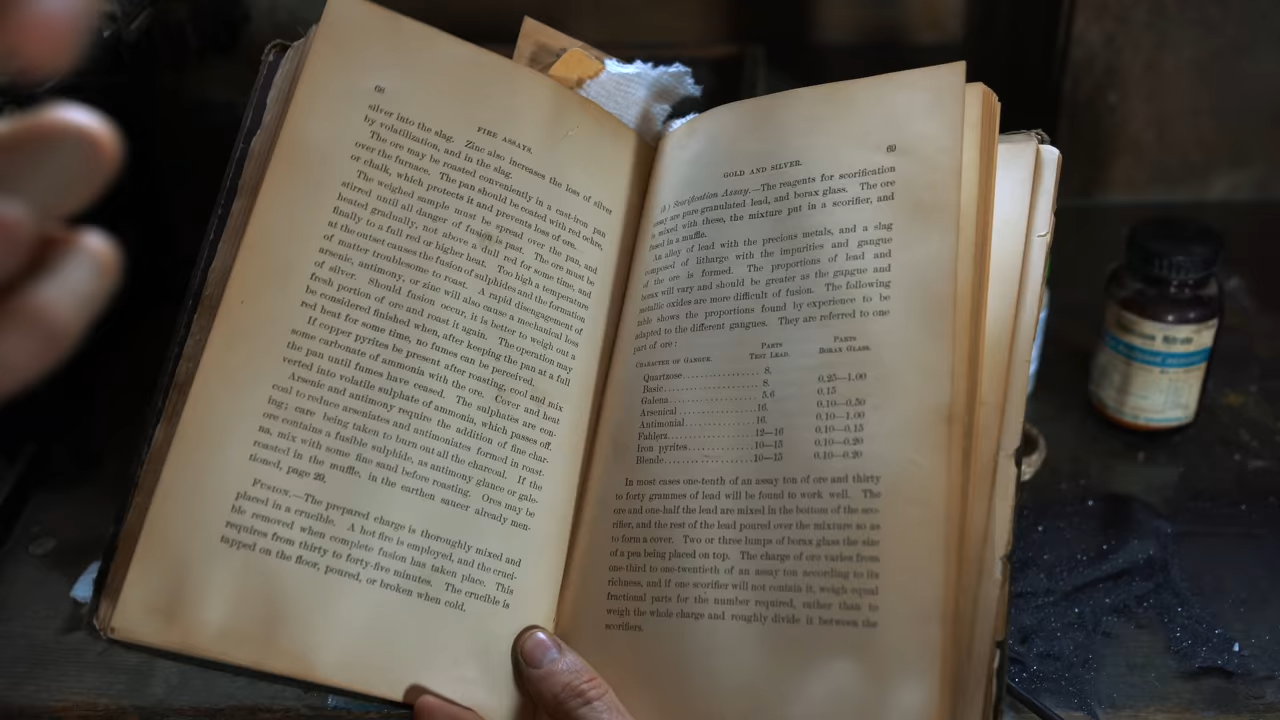 68
FIRE ASSAYS.
silver into the slag. Zinc also increases the loss of silver
by volatilization, and in the slag.
The ore may be roasted conveniently in a cast-iron pan
over the furnace. The pan should be coated with red ochre,
or chalk, which protects it and prevents loss of ore.
The weighed sample must be spread over the pan, and
stirred until all danger of fusion is past. The ore must be
heated gradually, not above a dull red for some time, and
finally to a full red or higher heat. Too high a temperature
at the outset causes the fusion of sulphides and the formation
of matter troublesome to roast. A rapid disengagement of
arsenic, antimony, or zinc will also cause a mechanical loss
of silver. Should fusion occur, it is better to weigh out a
fresh portion of ore and roast it again. The operation may
be considered finished when, after keeping the pan at a full
red heat for some time, no fumes can be perceived.
If copper pyrites be present after roasting, cool and mix
some carbonate of ammonia with the ore. Cover and heat
the pan until fumes have ceased. The sulphates are con-
verted into volatile sulphate of ammonia, which passes off.
Arsenic and antimony require the addition of fine char-
coal to reduce arseniates and antimoniates formed in roast-
ing; care being taken to burn out all the charcoal. If the
ore contains a fusible sulphide, as antimony glance or gale-
na, mix with some fine sand before roasting. Ores may be
roasted in the muffle, in the earthen saucer already men-
tioned, page 29.
FUSION.—The prepared charge is thoroughly mixed and
placed in a crucible. A hot fire is employed, and the cruci-
ble removed when complete fusion has taken place. This
requires from thirty to forty-five minutes. The crucible is
tapped on the floor, poured, or broken when cold.
69
GOLD AND SILVER.
(b) Scorification Assay.—The reagents for scorification
assay are pure granulated lead, and borax glass. The ore
is mixed with these, the mixture put in a scorifier, and
fused in a muffle.
An alloy of lead with the precious metals, and a slag
composed of litharge with the impurities and gangue
of the ore is formed. The proportions of lead and
borax will vary and should be greater as the gangue and
metallic oxides are more difficult of fusion. The following
table shows the proportions found by experience to be
adapted to the different gangues. They are referred to one
part of ore:
CHARACTER OF GANGUE. PARTS TEST LEAD. PARTS BORAX GLASS.
Quartzose 8. 0.25—1.00
Basic 8. 0.15
Galena 5.6 0.10—0.50
Arsenical 16. 0.10—1.00
Antimonial 16. 0.10—0.15
Fahlerz 12—16 0.10—0.20
Iron pyrites 10—15 0.10—0.20
Blende 10—15
In most cases one-tenth of an assay ton of ore and thirty
to forty grammes of lead will be found to work well. The
ore and one-half the lead are mixed in the bottom of the sco-
rifier, and the rest of the lead poured over the mixture so as
to form a cover. Two or three lumps of borax glass the size
of a pea being placed on top. The charge of ore varies from
one-third to one-twentieth of an assay ton according to its
richness, and if one scorifier will not contain it, weigh equal
fractional parts for the number required, rather than to
weigh the whole charge and roughly divide it between the
scorifiers.